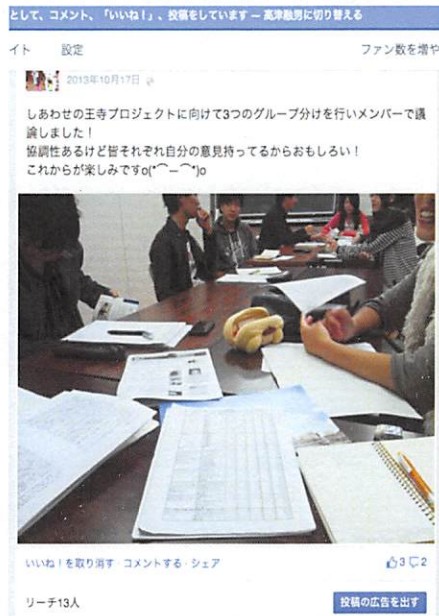 として、コメント、「いいね！」、投稿をしています — 高津融男に切り替える
イト 設定 ファン数を増や
2013年10月17日
しあわせの王寺プロジェクトに向けて3つのグループ分けを行いメンバーで議
論しました！
協調性あるけど皆それぞれ自分の意見持ってるからおもしろい！
これからが楽しみですo(*⌒―⌒*)o
いいね！を取り消す · コメントする · シェア 3 2
リーチ13人 投稿の広告を出す